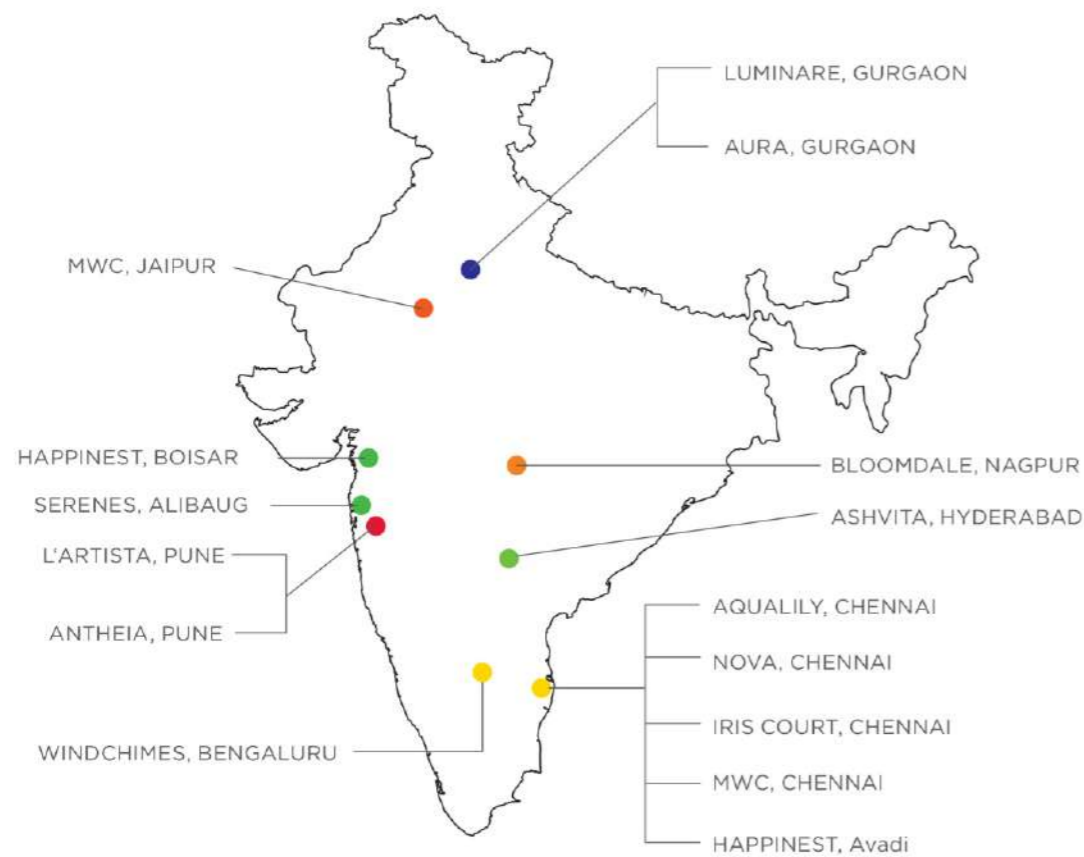 LUMINARE, GURGAON
AURA, GURGAON
MWC, JAIPUR
HAPPINEST, BOISAR
SERENES, ALIBAUG
L'ARTISTA, PUNE
ANTHEIA, PUNE
WINDCHIMES, BENGALURU
BLOOMDALE, NAGPUR
ASHVITA, HYDERABAD
AQUALILY, CHENNAI
NOVA, CHENNAI
IRIS COURT, CHENNAI
MWC, CHENNAI
HAPPINEST, Avadi